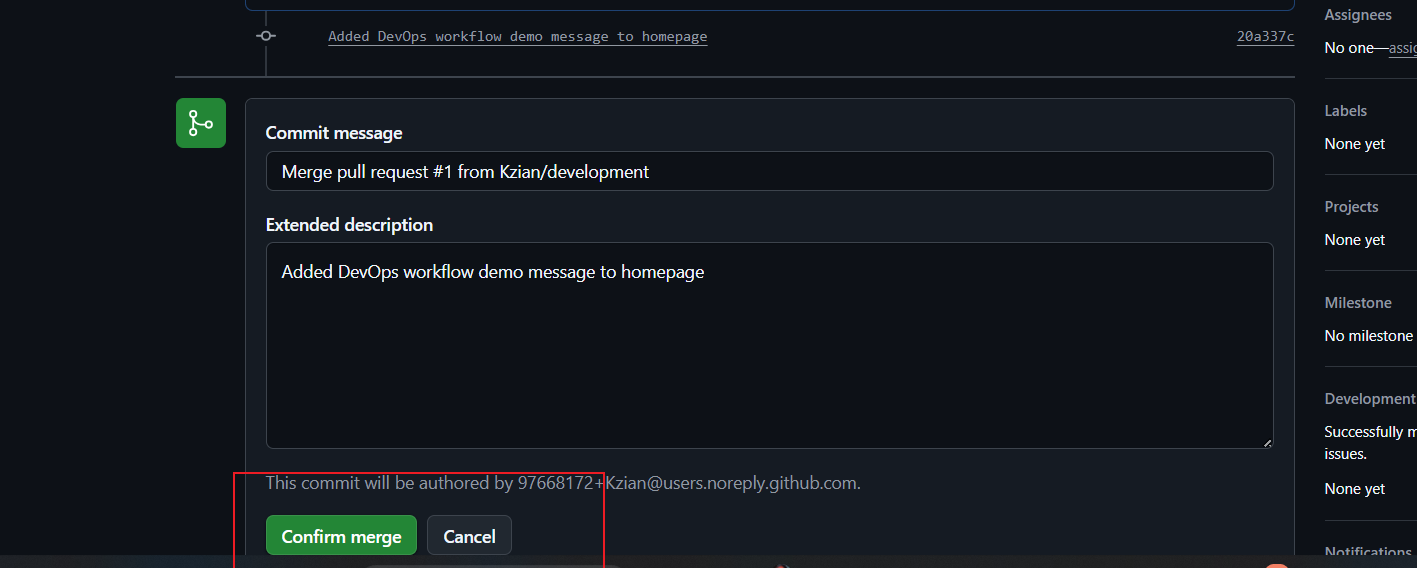 Added DevOps workflow demo message to homepage 20a337c
Commit message
Merge pull request #1 from Kzian/development
Extended description
Added DevOps workflow demo message to homepage
This commit will be authored by 97668172+Kzian@users.noreply.github.com.
Confirm merge Cancel
Assignees
No one—
Labels
None yet
Projects
None yet
Milestone
No milestone
Development
Successfully
issues.
None yet
Notifications